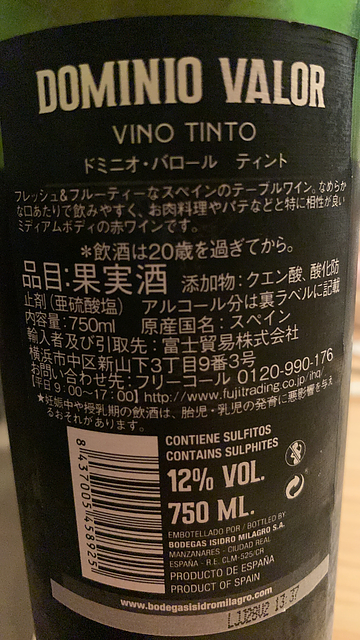 DOMINIO VALOR
VINO TINTO
ドミニオ・バロール ティント
フレッシュ&フルーティーなスペインのテーブルワイン。なめらか
な口あたりで飲みやすく、お肉料理やパテなどと特に相性が良い
ミディアムボディの赤ワインです。
*飲酒は20歳を過ぎてから。
品目:果実酒 添加物:クエン酸、酸化防
止剤(亜硫酸塩) アルコール分は裏ラベルに記載
内容量:750ml 原産国名:スペイン
輸入者及び引取先:富士貿易株式会社
横浜市中区新山下3丁目9番3号
お問い合わせ先:フリーコール 0120-990-176
【平日9:00~17:00】http://www.fujitrading.co.jp/ihq/
★妊娠中や授乳期の飲酒は、胎児・乳児の発育に悪影響を与え
るおそれがあります。
CONTIENE SULFITOS
CONTAINS SULPHITES
12% VOL.
750 ML.
EMBOTELLADO POR / BOTTLED BY
BODEGAS ISIDRO MILAGRO S.A.
MANZANARES - CIUDAD REAL
ESPAÑA - R.E. CLM-525/CR
PRODUCTO DE ESPAÑA
PRODUCT OF SPAIN
8437005458925
www.bodegasisidromilagro.com
LJJ28V2 13:37